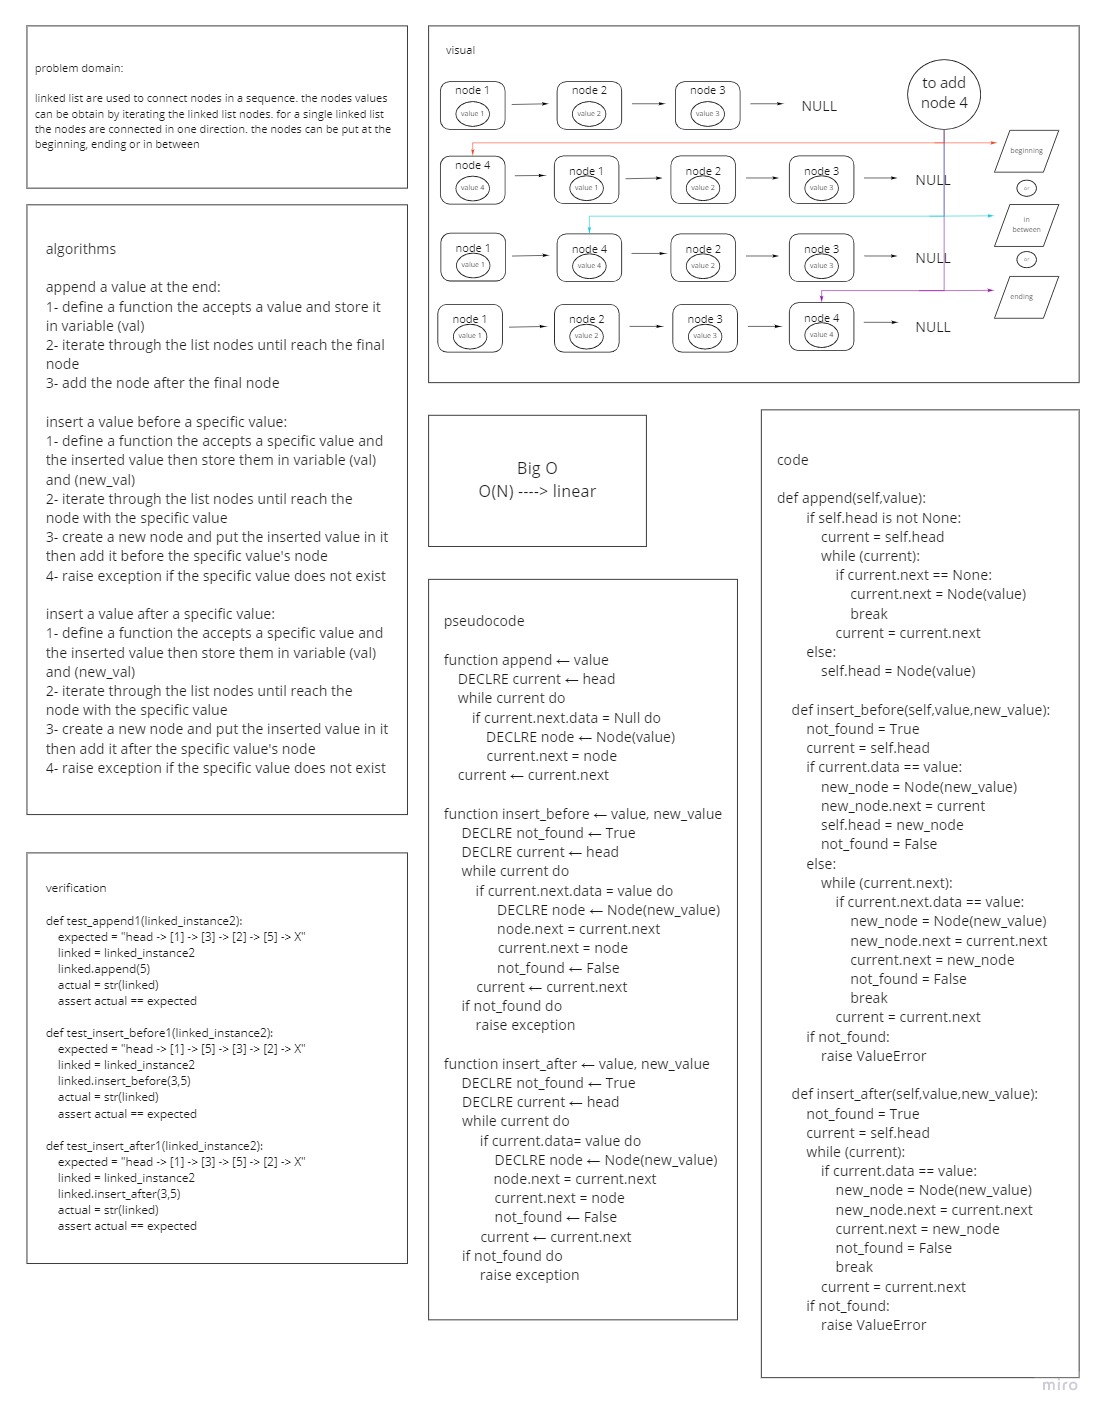 problem domain:
linked list are used to connect nodes in a sequence. the nodes values
can be obtain by iterating the linked list nodes. for a single linked list
the nodes are connected in one direction. the nodes can be put at the
beginning, ending or in between
visual
node 1
value 1
node 2
value 2
node 3
value 3
NULL
to add
node 4
node 4
value 4
node 1
value 1
node 2
value 2
node 3
value 3
NULL
beginning
or
node 1
value 1
node 4
value 4
node 2
value 2
node 3
value 3
NULL
in
between
or
node 1
value 1
node 2
value 2
node 3
value 3
node 4
value 4
NULL
ending
algorithms
append a value at the end:
1- define a function the accepts a value and store it
in variable (val)
2- iterate through the list nodes until reach the final
node
3- add the node after the final node
insert a value before a specific value:
1- define a function the accepts a specific value and
the inserted value then store them in variable (val)
and (new_val)
2- iterate through the list nodes until reach the
node with the specific value
3- create a new node and put the inserted value in it
then add it before the specific value's node
4- raise exception if the specific value does not exist
insert a value after a specific value:
1- define a function the accepts a specific value and
the inserted value then store them in variable (val)
and (new_val)
2- iterate through the list nodes until reach the
node with the specific value
3- create a new node and put the inserted value in it
then add it after the specific value's node
4- raise exception if the specific value does not exist
Big O
O(N) ----> linear
verification
def test_append1(linked_instance2):
expected = "head -> [1] -> [3] -> [2] -> [5] -> X"
linked = linked_instance2
linked.append(5)
actual = str(linked)
assert actual == expected
def test_insert_before1(linked_instance2):
expected = "head -> [1] -> [5] -> [3] -> [2] -> X"
linked = linked_instance2
linked.insert_before(3,5)
actual = str(linked)
assert actual == expected
def test_insert_after1(linked_instance2):
expected = "head -> [1] -> [3] -> [5] -> [2] -> X"
linked = linked_instance2
linked.insert_after(3,5)
actual = str(linked)
assert actual == expected
pseudocode
function append ← value
DECLRE current ← head
while current do
if current.next.data = Null do
DECLRE node ← Node(value)
current.next = node
current ← current.next
function insert_before ← value, new_value
DECLRE not_found ← True
DECLRE current ← head
while current do
if current.next.data = value do
DECLRE node ← Node(new_value)
node.next = current.next
current.next = node
not_found ← False
current ← current.next
if not_found do
raise exception
function insert_after ← value, new_value
DECLRE not_found ← True
DECLRE current ← head
while current do
if current.data= value do
DECLRE node ← Node(new_value)
node.next = current.next
current.next = node
not_found ← False
current ← current.next
if not_found do
raise exception
code
def append(self,value):
if self.head is not None:
current = self.head
while (current):
if current.next == None:
current.next = Node(value)
break
current = current.next
else:
self.head = Node(value)
def insert_before(self,value,new_value):
not_found = True
current = self.head
if current.data == value:
new_node = Node(new_value)
new_node.next = current
self.head = new_node
not_found = False
else:
while (current.next):
if current.next.data == value:
new_node = Node(new_value)
new_node.next = current.next
current.next = new_node
not_found = False
break
current = current.next
if not_found:
raise ValueError
def insert_after(self,value,new_value):
not_found = True
current = self.head
while (current):
if current.data == value:
new_node = Node(new_value)
new_node.next = current.next
current.next = new_node
not_found = False
break
current = current.next
if not_found:
raise ValueError
miro